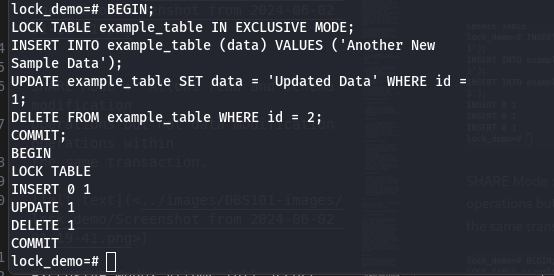 lock_demo=# BEGIN;
LOCK TABLE example_table IN EXCLUSIVE MODE;
INSERT INTO example_table (data) VALUES ('Another New
Sample Data');
UPDATE example_table SET data = 'Updated Data' WHERE id =
1;
DELETE FROM example_table WHERE id = 2;
COMMIT;
BEGIN
LOCK TABLE
INSERT 0 1
UPDATE 1
DELETE 1
COMMIT
lock_demo=#